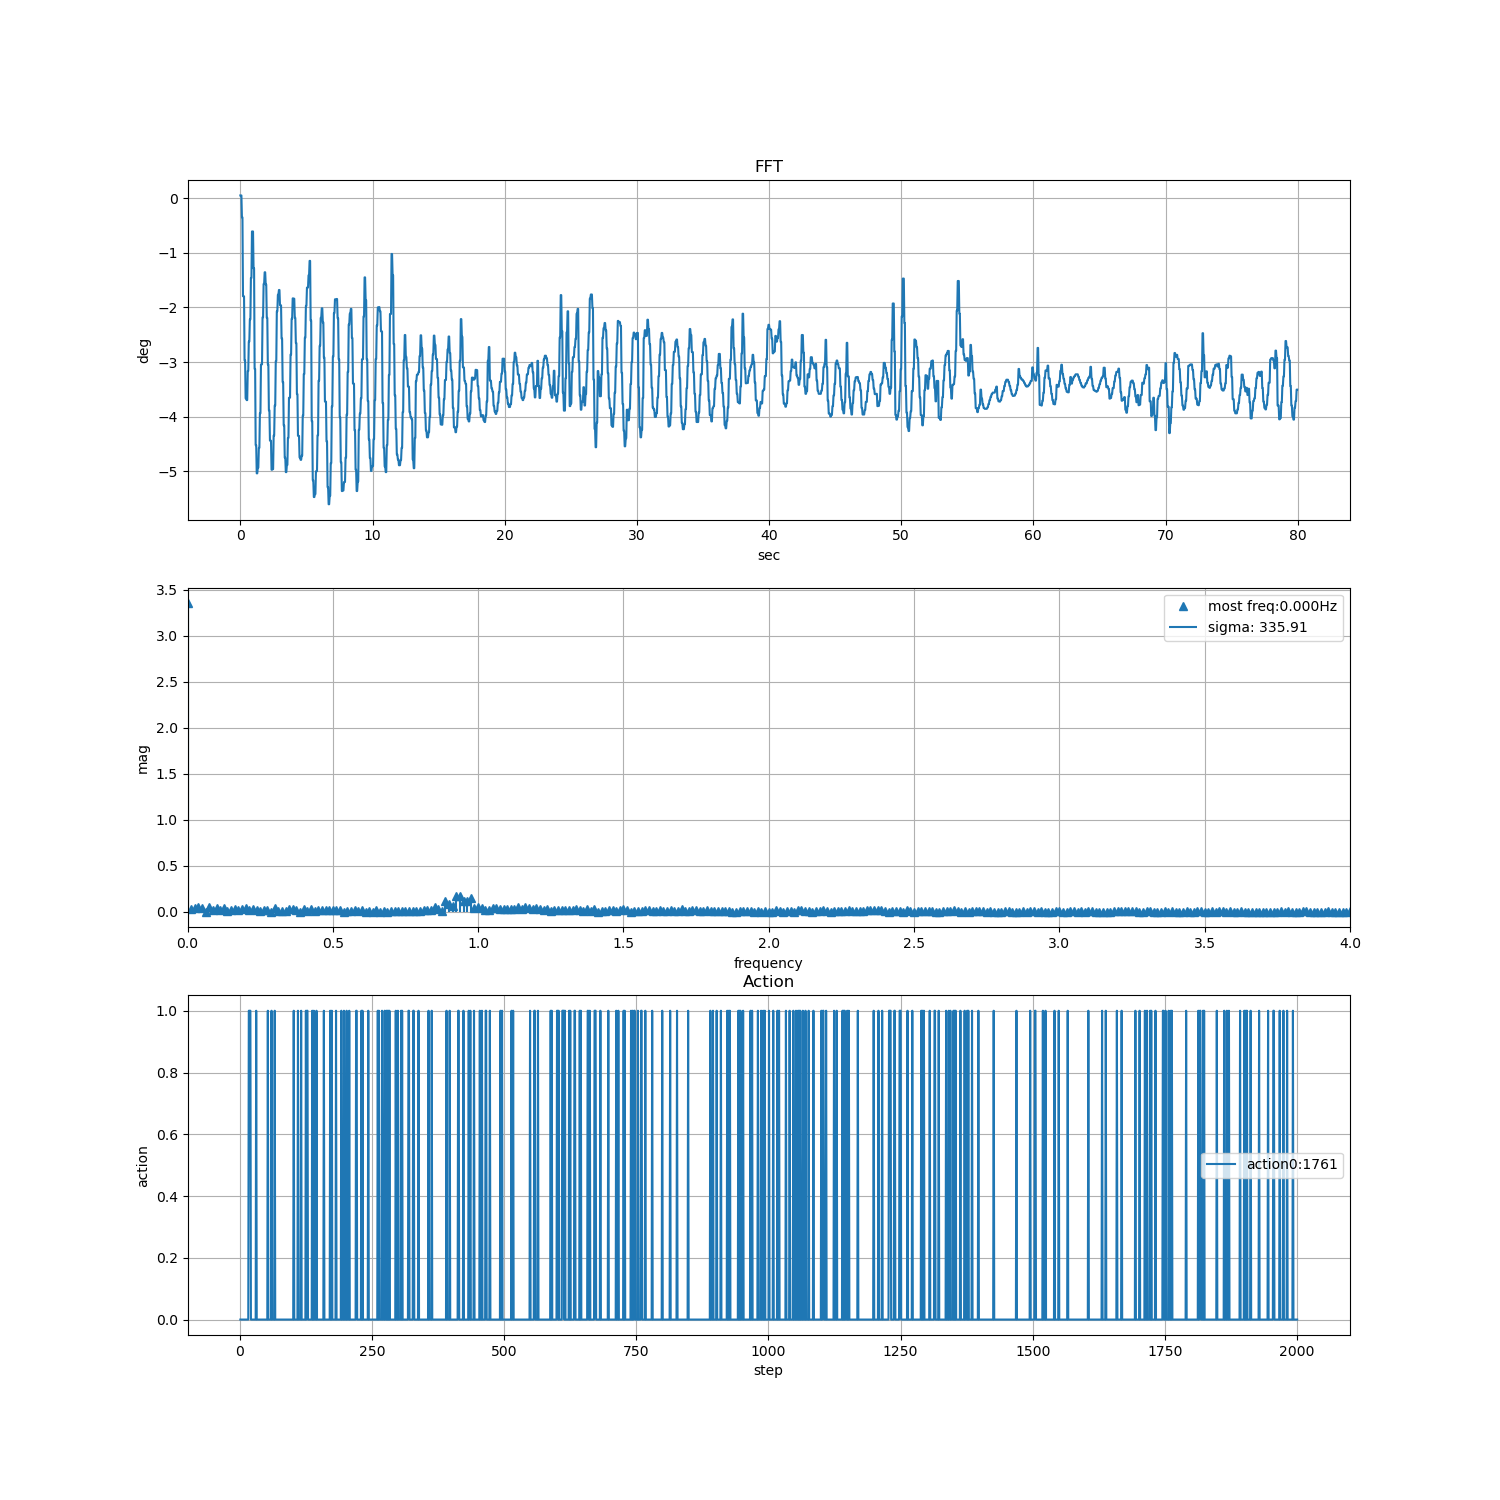 FFT
0
−1
−2
−3
−4
−5
deg
0 10 20 30 40 50 60 70 80
sec
3.5
3.0
2.5
2.0
1.5
1.0
0.5
0.0
mag
most freq:0.000Hz
sigma: 335.91
0.0 0.5 1.0 1.5 2.0 2.5 3.0 3.5 4.0
frequency
Action
1.0
0.8
0.6
0.4
0.2
0.0
action
action0:1761
0 250 500 750 1000 1250 1500 1750 2000
step